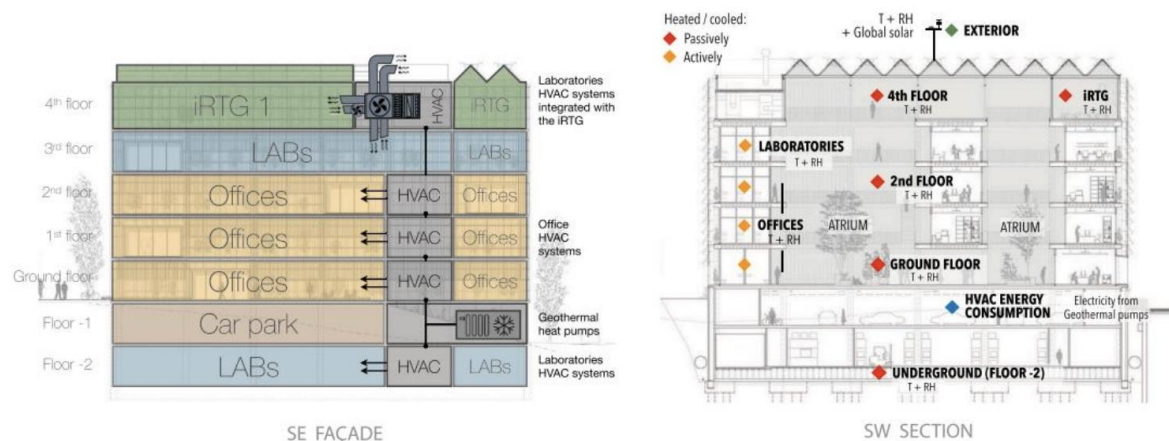 4th floor
iRTG 1
HVAC
iRTG
Laboratories
HVAC systems
integrated with
the iRTG
3rd floor
LABs
LABs
2nd floor
Offices
HVAC
Offices
1st floor
Offices
HVAC
Offices
Office
HVAC
systems
Ground floor
Offices
HVAC
Offices
Floor -1
Car park
Geothermal
heat pumps
Floor -2
LABs
HVAC
LABs
Laboratories
HVAC systems
SE FACADE
Heated / cooled:
Passively
Actively
T + RH
+ Global solar
EXTERIOR
4th FLOOR
T + RH
iRTG
T + RH
LABORATORIES
T + RH
2nd FLOOR
T + RH
OFFICES
T + RH
ATRIUM
ATRIUM
GROUND FLOOR
T + RH
HVAC ENERGY
CONSUMPTION
Electricity from
Geothermal pumps
UNDERGROUND (FLOOR -2)
T + RH
SW SECTION